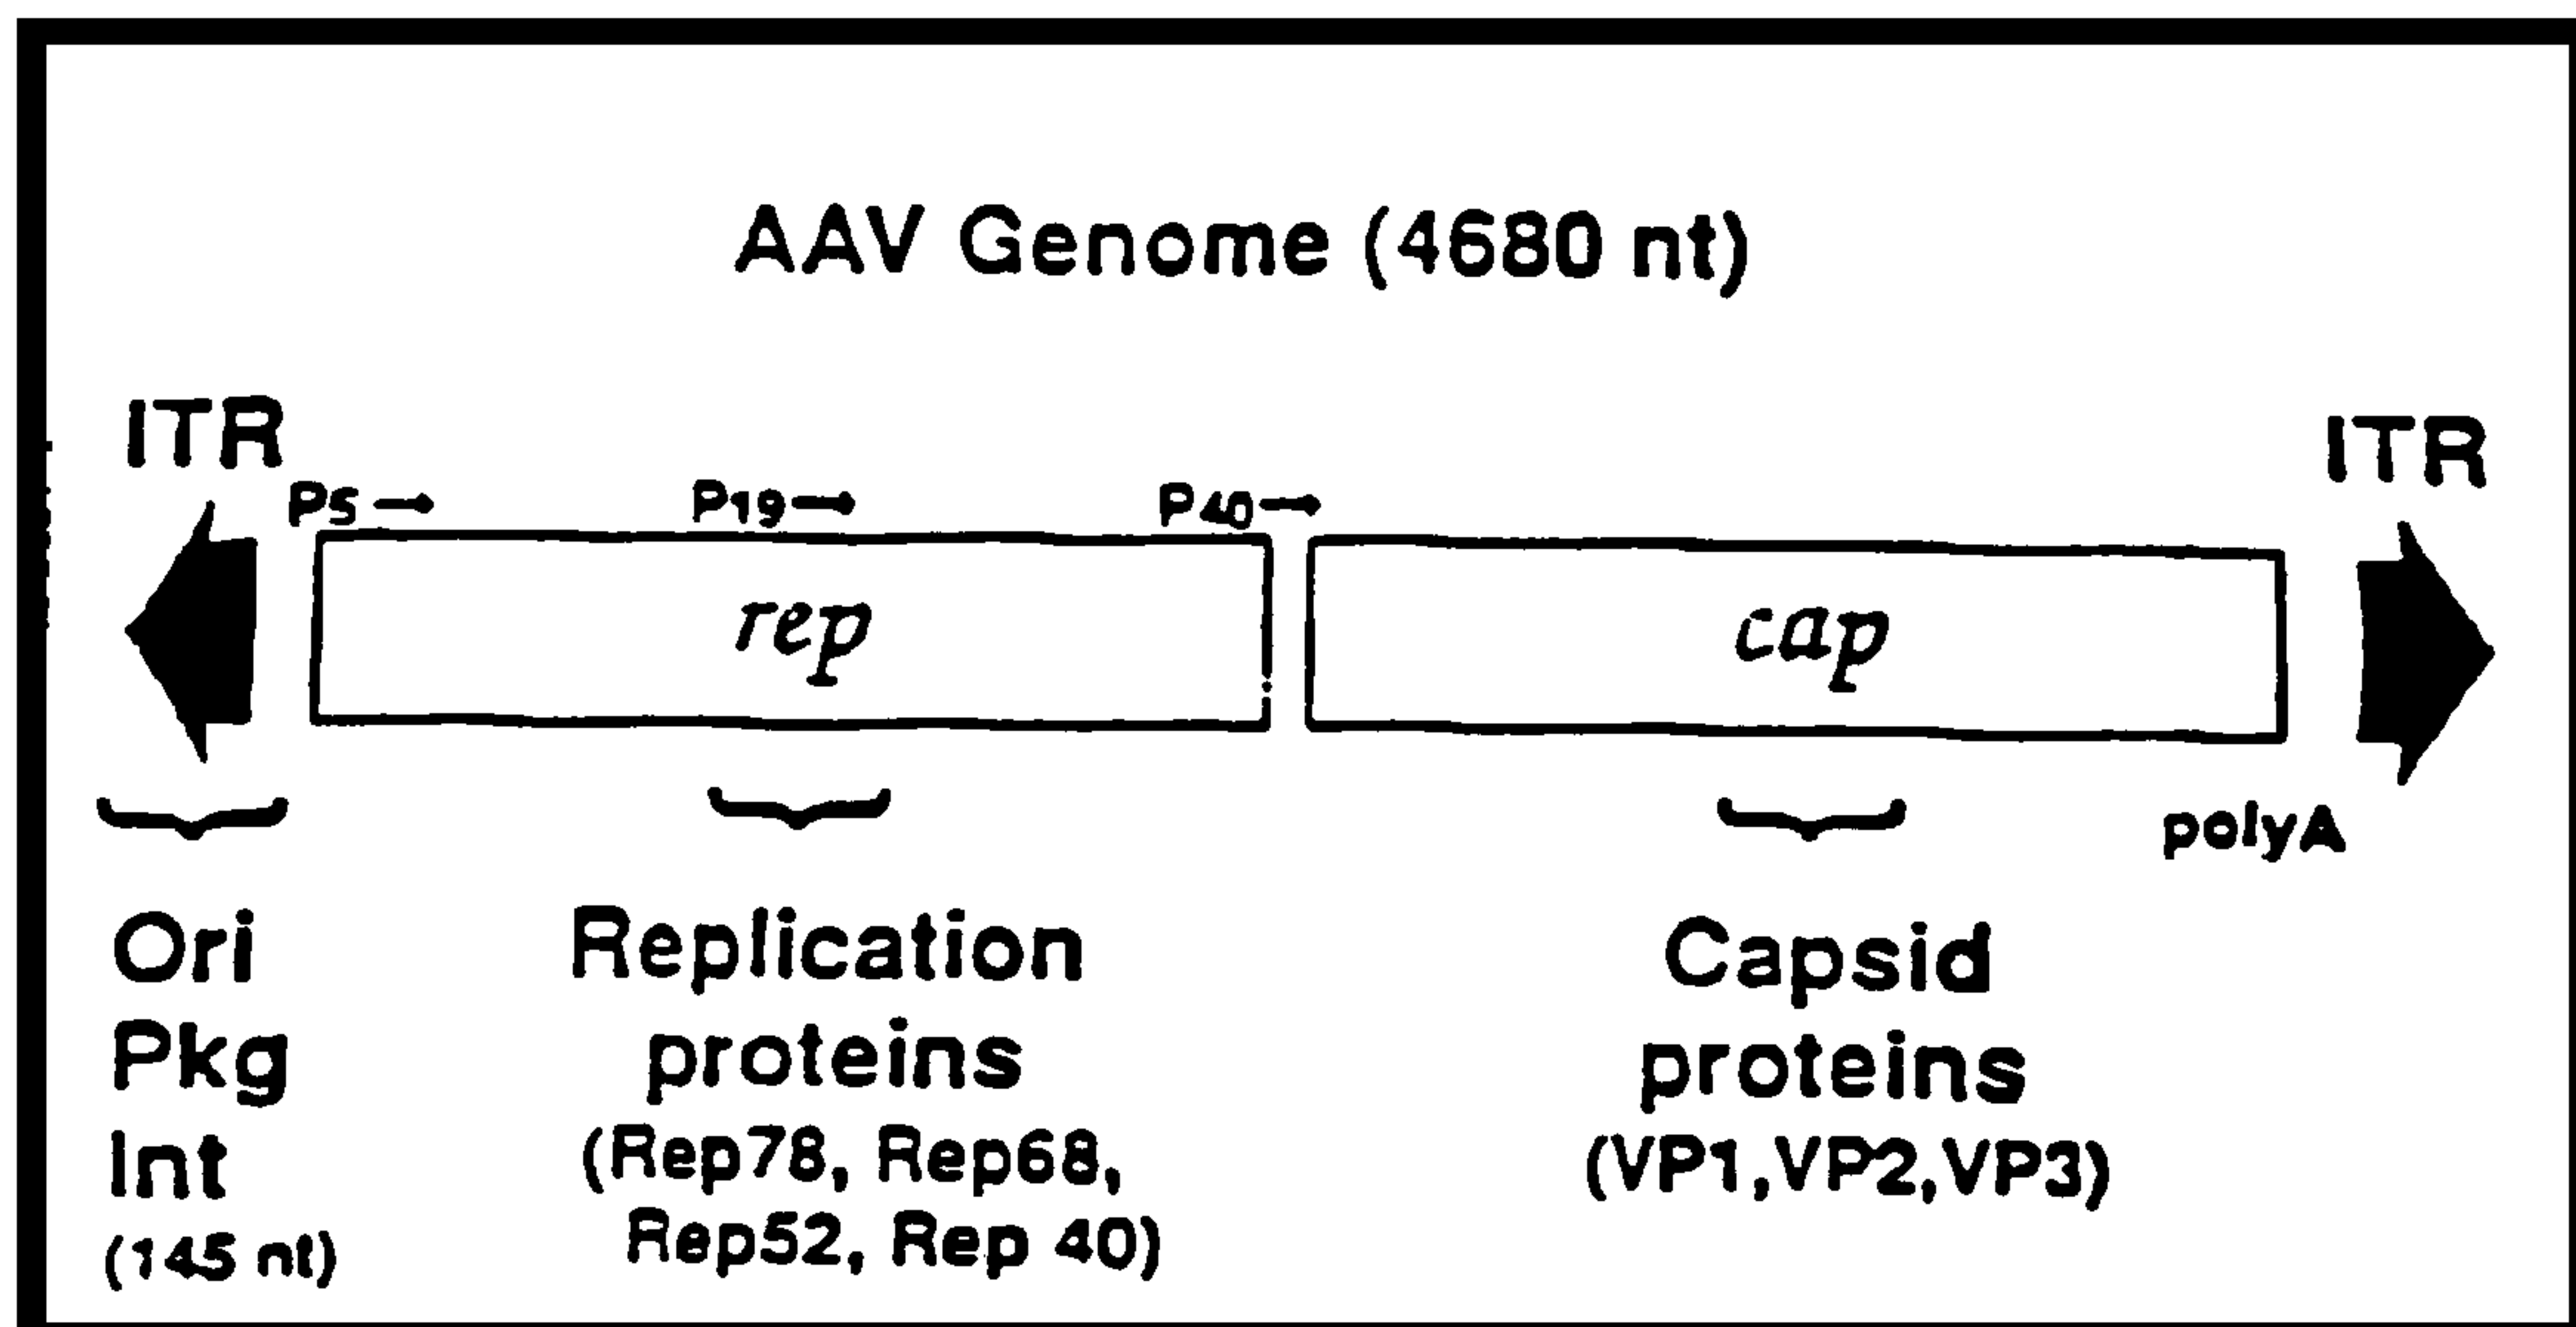 AAV Genome (4680 nt)
ITR
ITR
P5
P19
P40
rep
cap
polyA
Ori
Pkg
Int
(145 nt)
Replication
proteins
(Rep78, Rep68,
Rep52, Rep 40)
Capsid
proteins
(VP1,VP2,VP3)